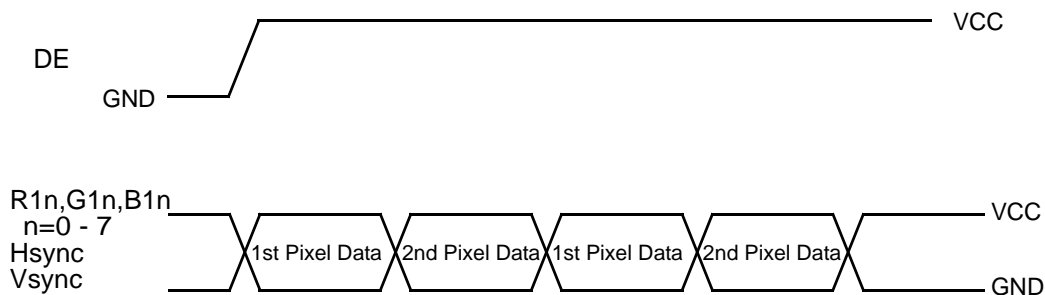 VCC
DE
GND
R1n,G1n,B1n
n=0 - 7
Hsync
Vsync
1st Pixel Data
2nd Pixel Data
1st Pixel Data
2nd Pixel Data
VCC
GND